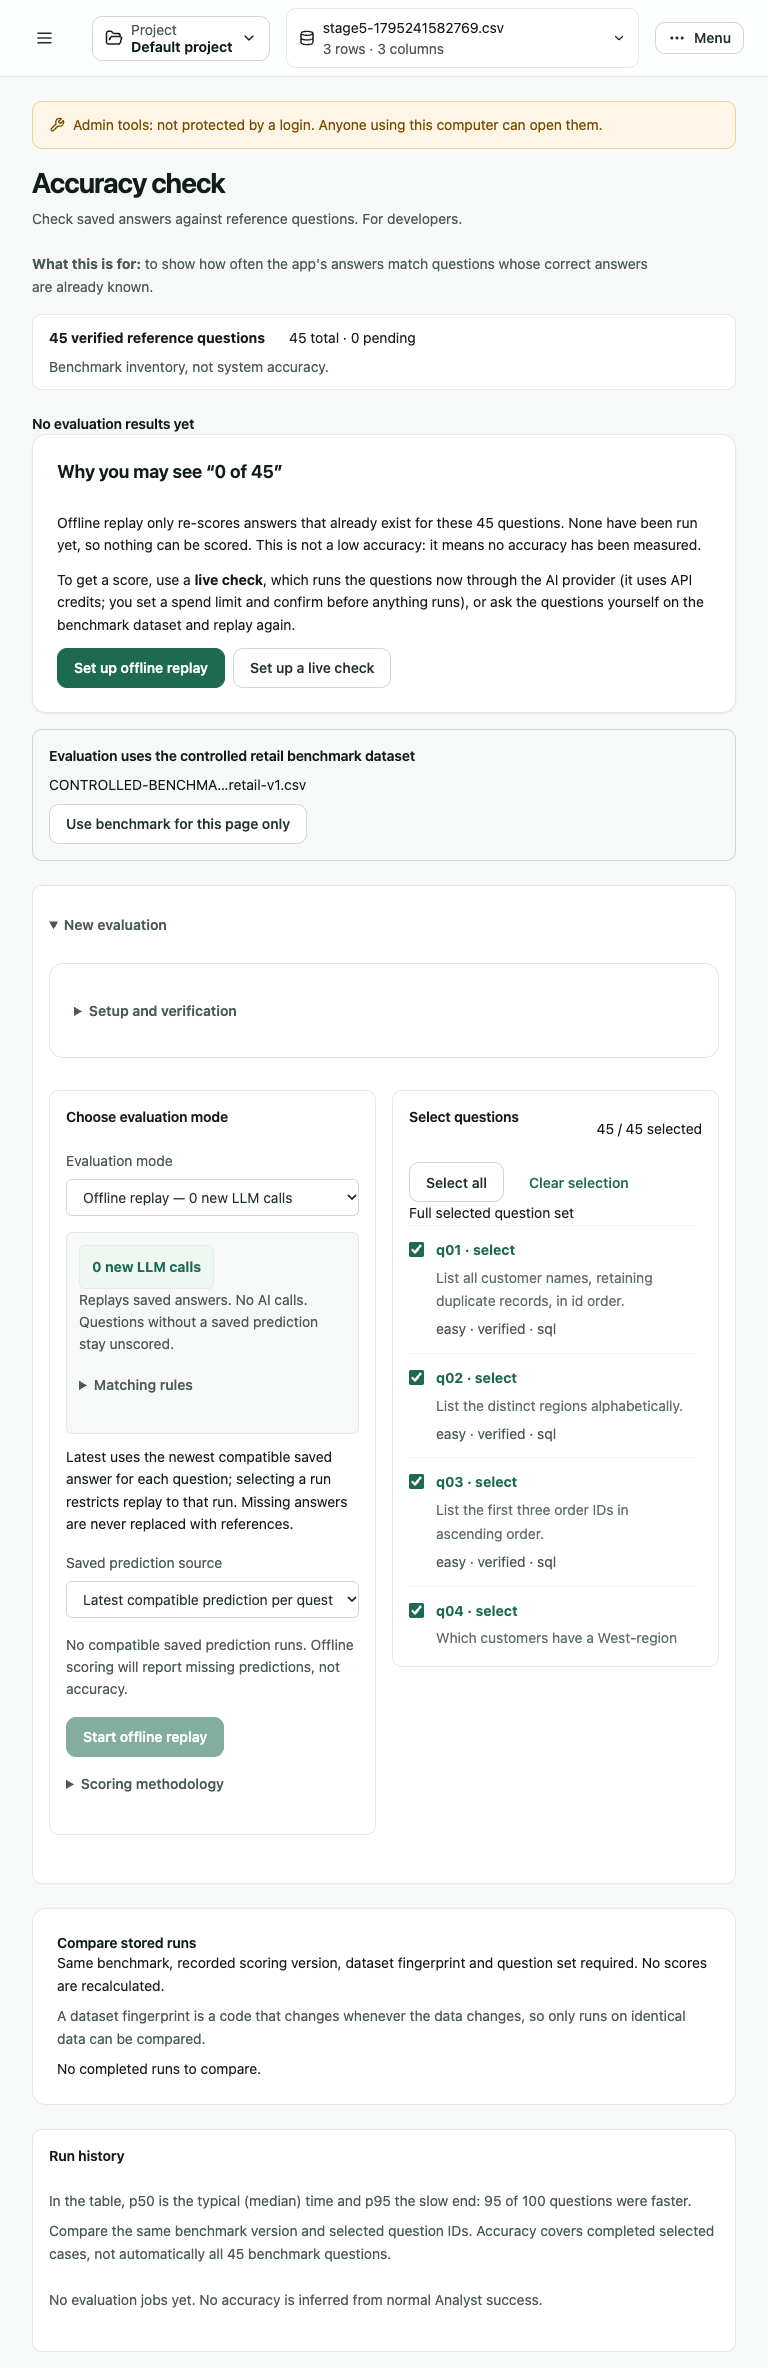 Project
Default project
stage5-1795241582769.csv
3 rows · 3 columns
Menu
Admin tools: not protected by a login. Anyone using this computer can open them.
Accuracy check
Check saved answers against reference questions. For developers.
What this is for: to show how often the app's answers match questions whose correct answers
are already known.
45 verified reference questions 45 total · 0 pending
Benchmark inventory, not system accuracy.
No evaluation results yet
Why you may see “0 of 45”
Offline replay only re-scores answers that already exist for these 45 questions. None have been run
yet, so nothing can be scored. This is not a low accuracy: it means no accuracy has been measured.
To get a score, use a live check, which runs the questions now through the AI provider (it uses API
credits; you set a spend limit and confirm before anything runs), or ask the questions yourself on the
benchmark dataset and replay again.
Set up offline replay
Set up a live check
Evaluation uses the controlled retail benchmark dataset
CONTROLLED-BENCHMA…retail-v1.csv
Use benchmark for this page only
New evaluation
Setup and verification
Choose evaluation mode
Evaluation mode
Offline replay — 0 new LLM calls
0 new LLM calls
Replays saved answers. No AI calls.
Questions without a saved prediction
stay unscored.
Matching rules
Latest uses the newest compatible saved
answer for each question; selecting a run
restricts replay to that run. Missing answers
are never replaced with references.
Saved prediction source
Latest compatible prediction per quest
No compatible saved prediction runs. Offline
scoring will report missing predictions, not
accuracy.
Start offline replay
Scoring methodology
Select questions
45 / 45 selected
Select all
Clear selection
Full selected question set
q01 · select
List all customer names, retaining
duplicate records, in id order.
easy · verified · sql
q02 · select
List the distinct regions alphabetically.
easy · verified · sql
q03 · select
List the first three order IDs in
ascending order.
easy · verified · sql
q04 · select
Which customers have a West-region
Compare stored runs
Same benchmark, recorded scoring version, dataset fingerprint and question set required. No scores
are recalculated.
A dataset fingerprint is a code that changes whenever the data changes, so only runs on identical
data can be compared.
No completed runs to compare.
Run history
In the table, p50 is the typical (median) time and p95 the slow end: 95 of 100 questions were faster.
Compare the same benchmark version and selected question IDs. Accuracy covers completed selected
cases, not automatically all 45 benchmark questions.
No evaluation jobs yet. No accuracy is inferred from normal Analyst success.